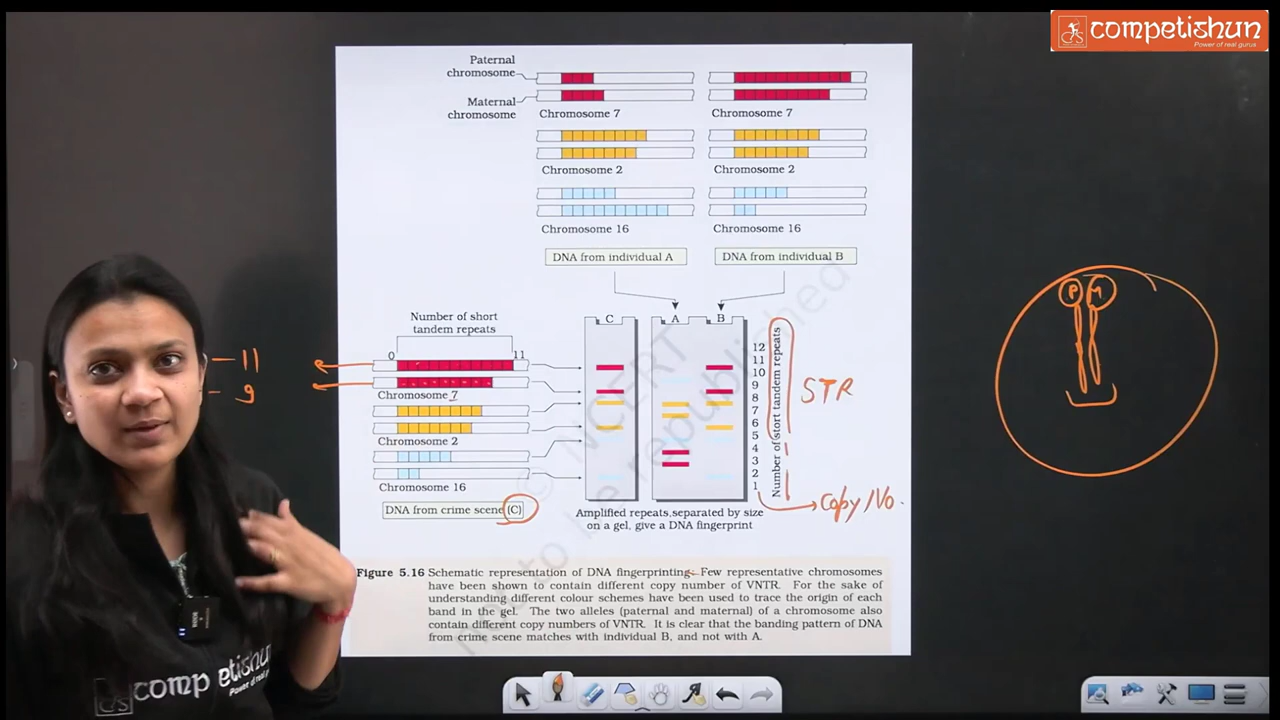 competishun
Power of real gurus
Paternal
chromosome
Maternal
chromosome
Chromosome 7
Chromosome 7
Chromosome 2
Chromosome 2
Chromosome 16
Chromosome 16
DNA from individual A
DNA from individual B
Number of short
tandem repeats
0
11
C
A
B
Chromosome 7
Chromosome 2
Chromosome 16
DNA from crime scene (C)
12
11
10
9
8
7
6
5
4
3
2
1
Number of stort tandem repeats
STR
Copy No.
- 11
- 9
P
M
Amplified repeats, separated by size
on a gel, give a DNA fingerprint
© NCERT
not to be republished
Figure 5.16 Schematic representation of DNA fingerprinting. Few representative chromosomes
have been shown to contain different copy number of VNTR. For the sake of
understanding different colour schemes have been used to trace the origin of each
band in the gel. The two alleles (paternal and maternal) of a chromosome also
contain different copy numbers of VNTR. It is clear that the banding pattern of DNA
from crime scene matches with individual B, and not with A.
competishun